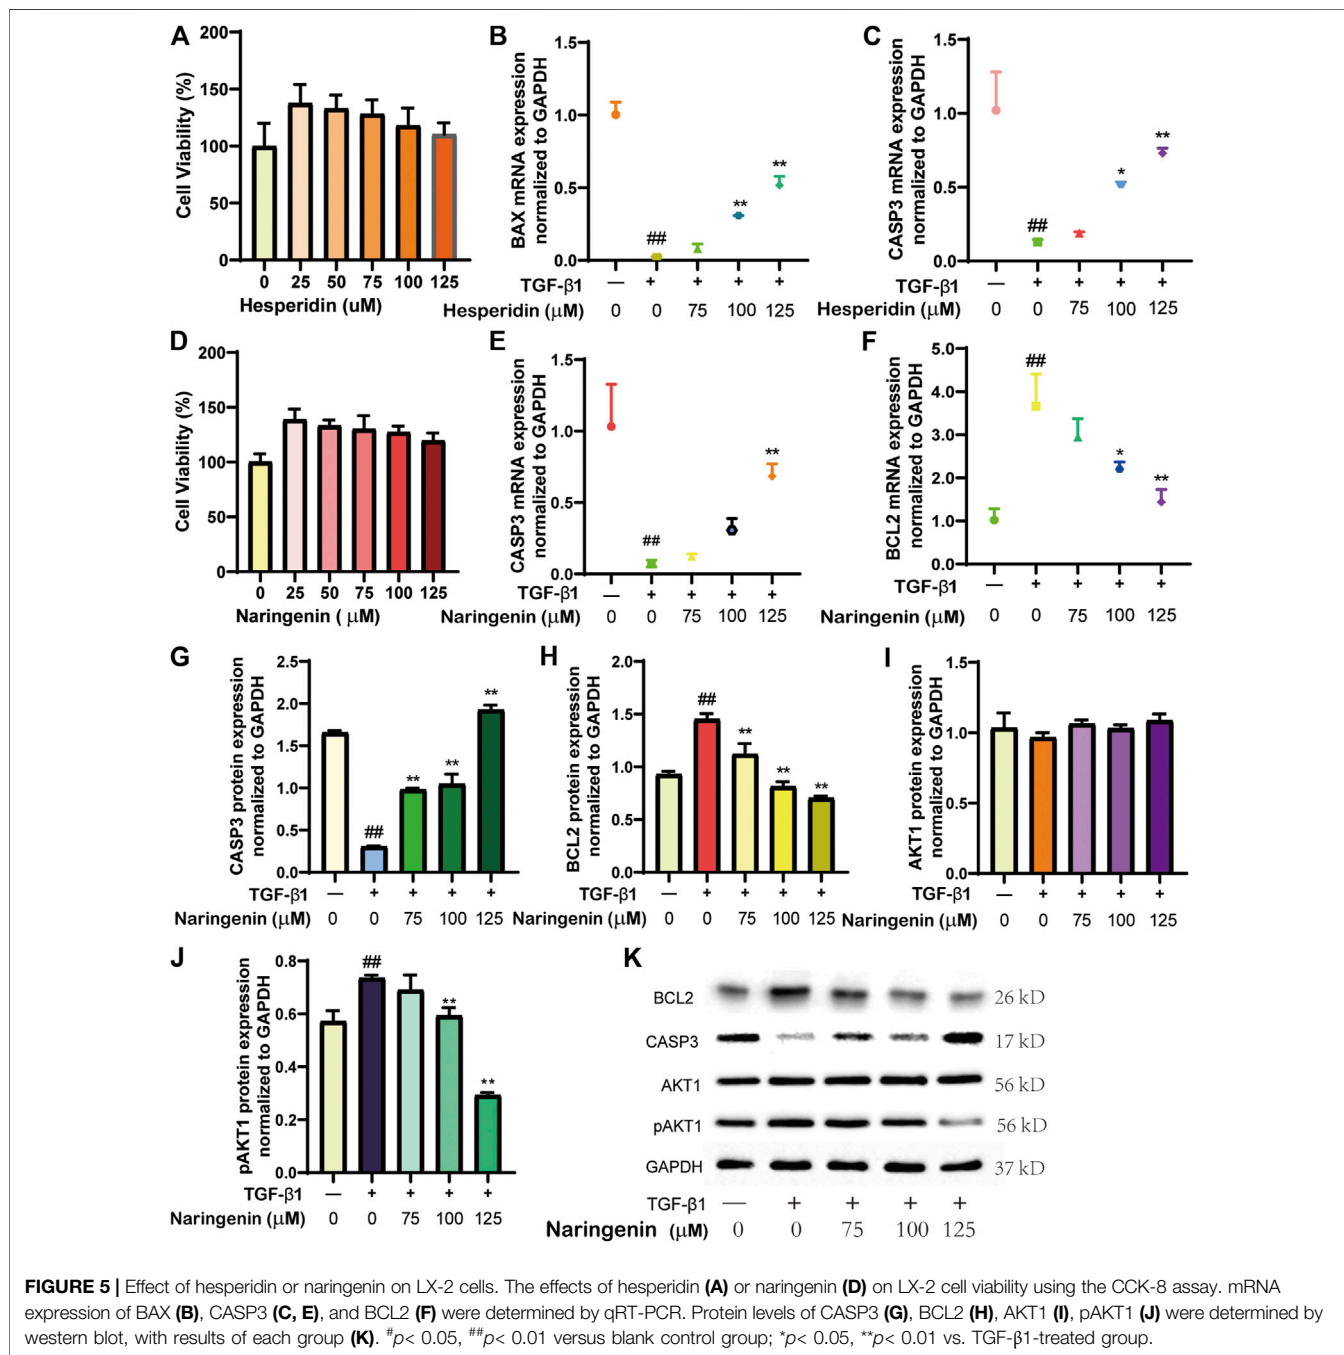 A
Cell Viability (%)
200
150
100
50
0
0 25 50 75 100 125
Hesperidin (uM)
B
BAX mRNA expression
normalized to GAPDH
1.5
1.0
0.5
0.0
##
**
**
TGF-β1 — + + + +
Hesperidin (μM) 0 0 75 100 125
C
CASP3 mRNA expression
normalized to GAPDH
1.5
1.0
0.5
0.0
##
*
**
TGF-β1 — + + + +
Hesperidin (μM) 0 0 75 100 125
D
Cell Viability (%)
200
150
100
50
0
0 25 50 75 100 125
Naringenin ( μM)
E
CASP3 mRNA expression
normalized to GAPDH
1.5
1.0
0.5
0.0
##
**
TGF-β1 — + + + +
Naringenin (μM) 0 0 75 100 125
F
BCL2 mRNA expression
normalized to GAPDH
5.0
4.0
3.0
2.0
1.0
0.0
##
*
**
TGF-β1 — + + + +
Naringenin (μM) 0 0 75 100 125
G
CASP3 protein expression
normalized to GAPDH
2.5
2.0
1.5
1.0
0.5
0.0
##
**
**
**
TGF-β1 — + + + +
Naringenin (μM) 0 0 75 100 125
H
BCL2 protein expression
normalized to GAPDH
2.0
1.5
1.0
0.5
0.0
##
**
**
**
TGF-β1 — + + + +
Naringenin (μM) 0 0 75 100 125
I
AKT1 protein expression
normalized to GAPDH
1.5
1.0
0.5
0.0
TGF-β1 — + + + +
Naringenin (μM) 0 0 75 100 125
J
pAKT1 protein expression
normalized to GAPDH
0.8
0.6
0.4
0.2
0.0
##
**
**
TGF-β1 — + + + +
Naringenin (μM) 0 0 75 100 125
K
BCL2 26 kD
CASP3 17 kD
AKT1 56 kD
pAKT1 56 kD
GAPDH 37 kD
TGF-β1 — + + + +
Naringenin (μM) 0 0 75 100 125
FIGURE 5 | Effect of hesperidin or naringenin on LX-2 cells. The effects of hesperidin (A) or naringenin (D) on LX-2 cell viability using the CCK-8 assay. mRNA
expression of BAX (B), CASP3 (C, E), and BCL2 (F) were determined by qRT-PCR. Protein levels of CASP3 (G), BCL2 (H), AKT1 (I), pAKT1 (J) were determined by
western blot, with results of each group (K). #p< 0.05, ##p< 0.01 versus blank control group; *p< 0.05, **p< 0.01 vs. TGF-β1-treated group.